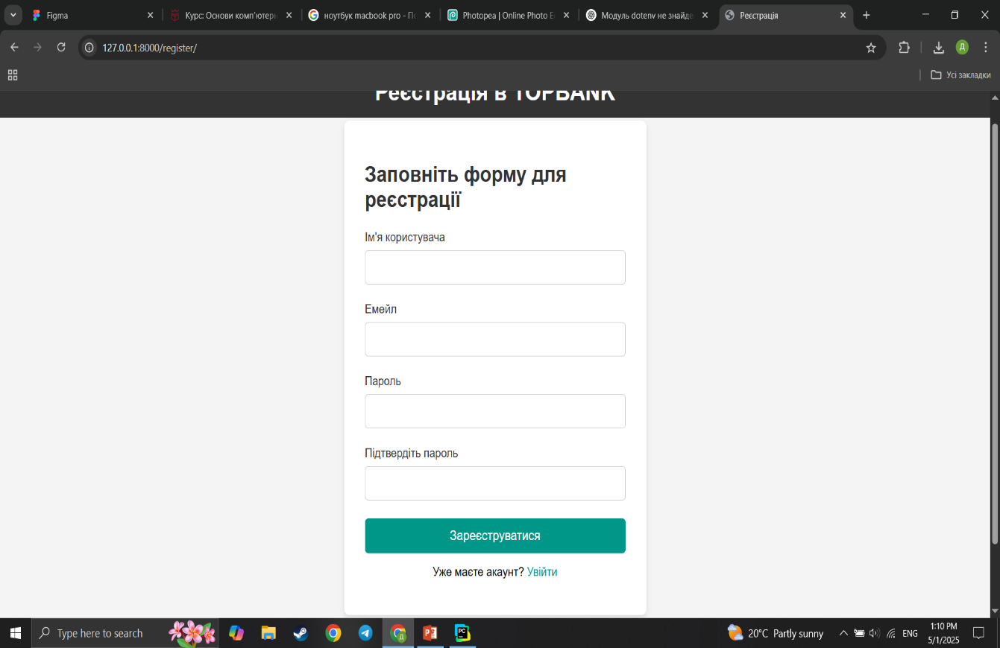 Figma
Курс: Основи комп'ютерн
ноутбук macbook pro - По
Photopea | Online Photo E
Модуль dotenv не знайде
Реєстрація
127.0.0.1:8000/register/
Д
Усі закладки
Реєстрація в TOPBANK
Заповніть форму для
реєстрації
Ім'я користувача
Емейл
Пароль
Підтвердіть пароль
Зареєструватися
Уже маєте акаунт? Увійти
Type here to search
Д
P
PC
20°C Partly sunny
ENG
1:10 PM
5/1/2025